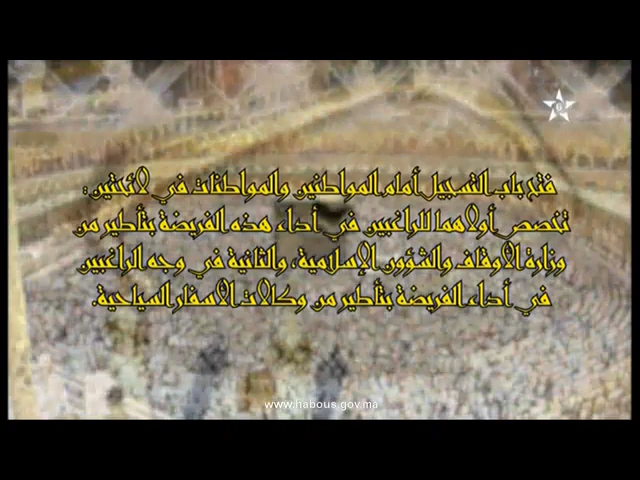 6
فتح باب التسجيل أمام المواطنين والمواطنات في لائحتين:
تخصص أولاهما للراغبين في أداء هذه الفريضة بتأطير من
وزارة الأوقاف والشؤون الإسلامية، والثانية في وجه الراغبين
في أداء الفريضة بتأطير من وكالات الأسفار السياحية.
www.habous.gov.ma